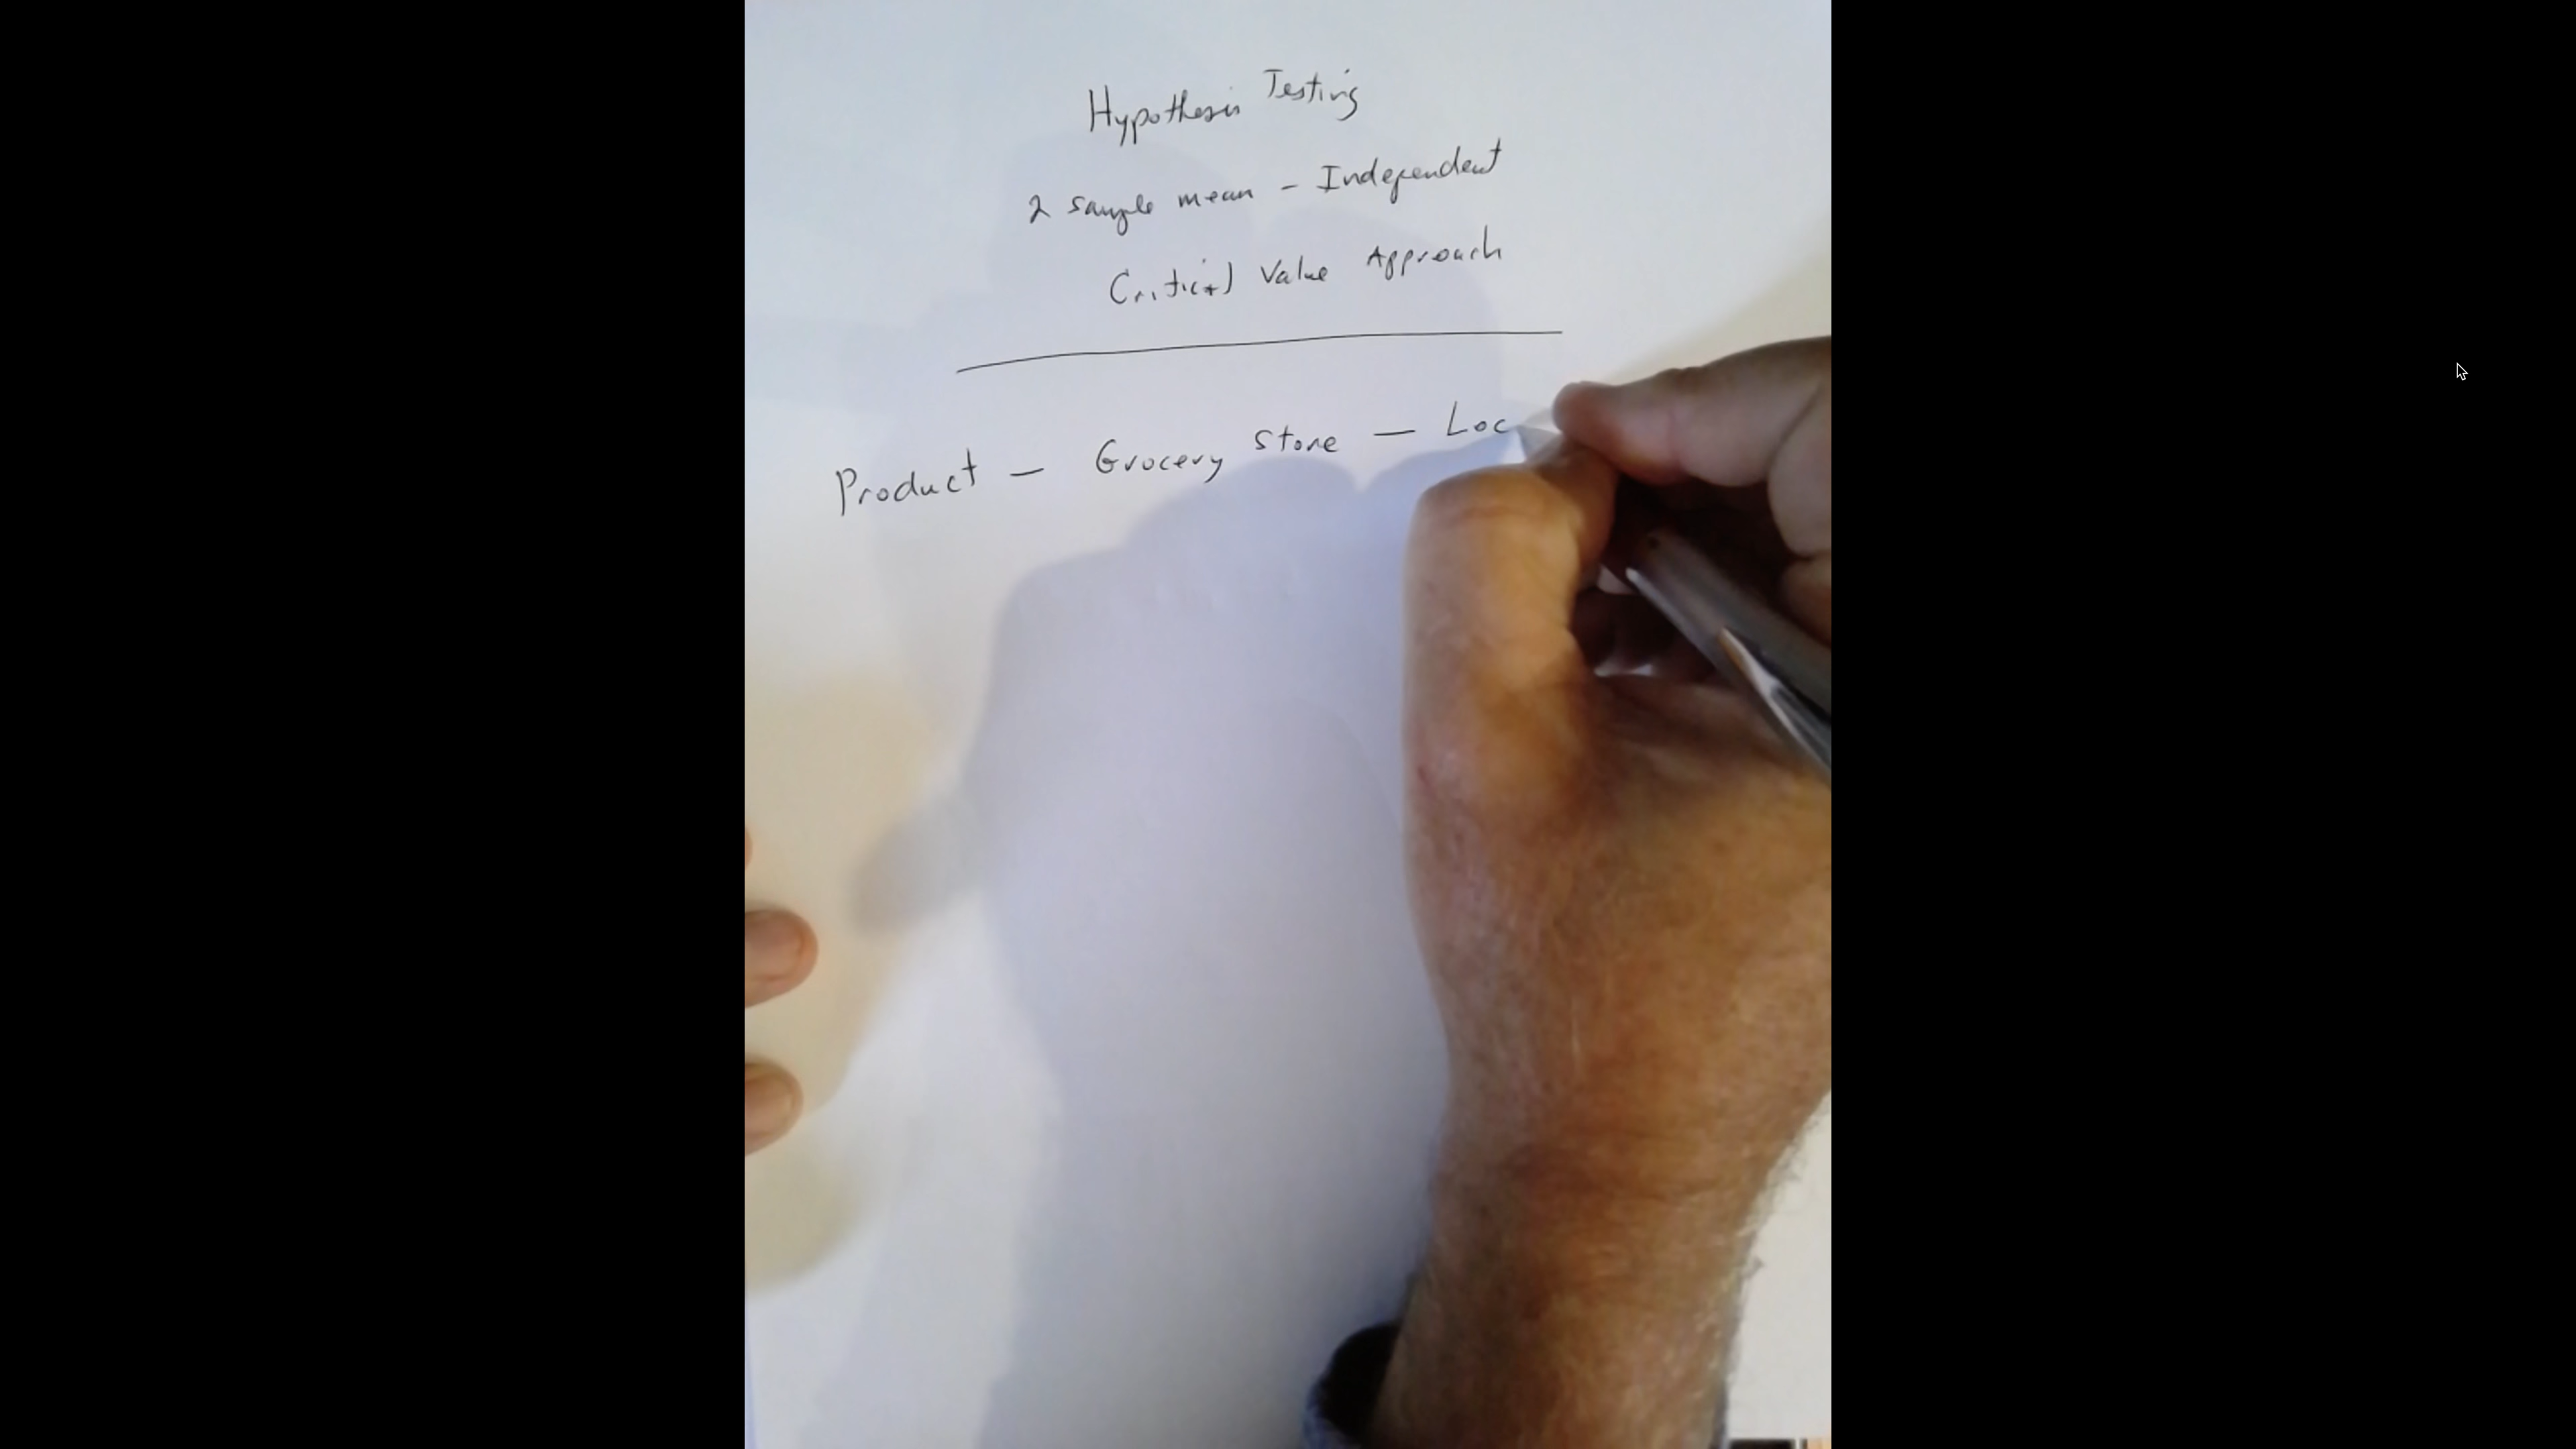 Hypothesis Testing
2 sample mean - Independent
Critical Value Approach
Product — Grocery store — Loc